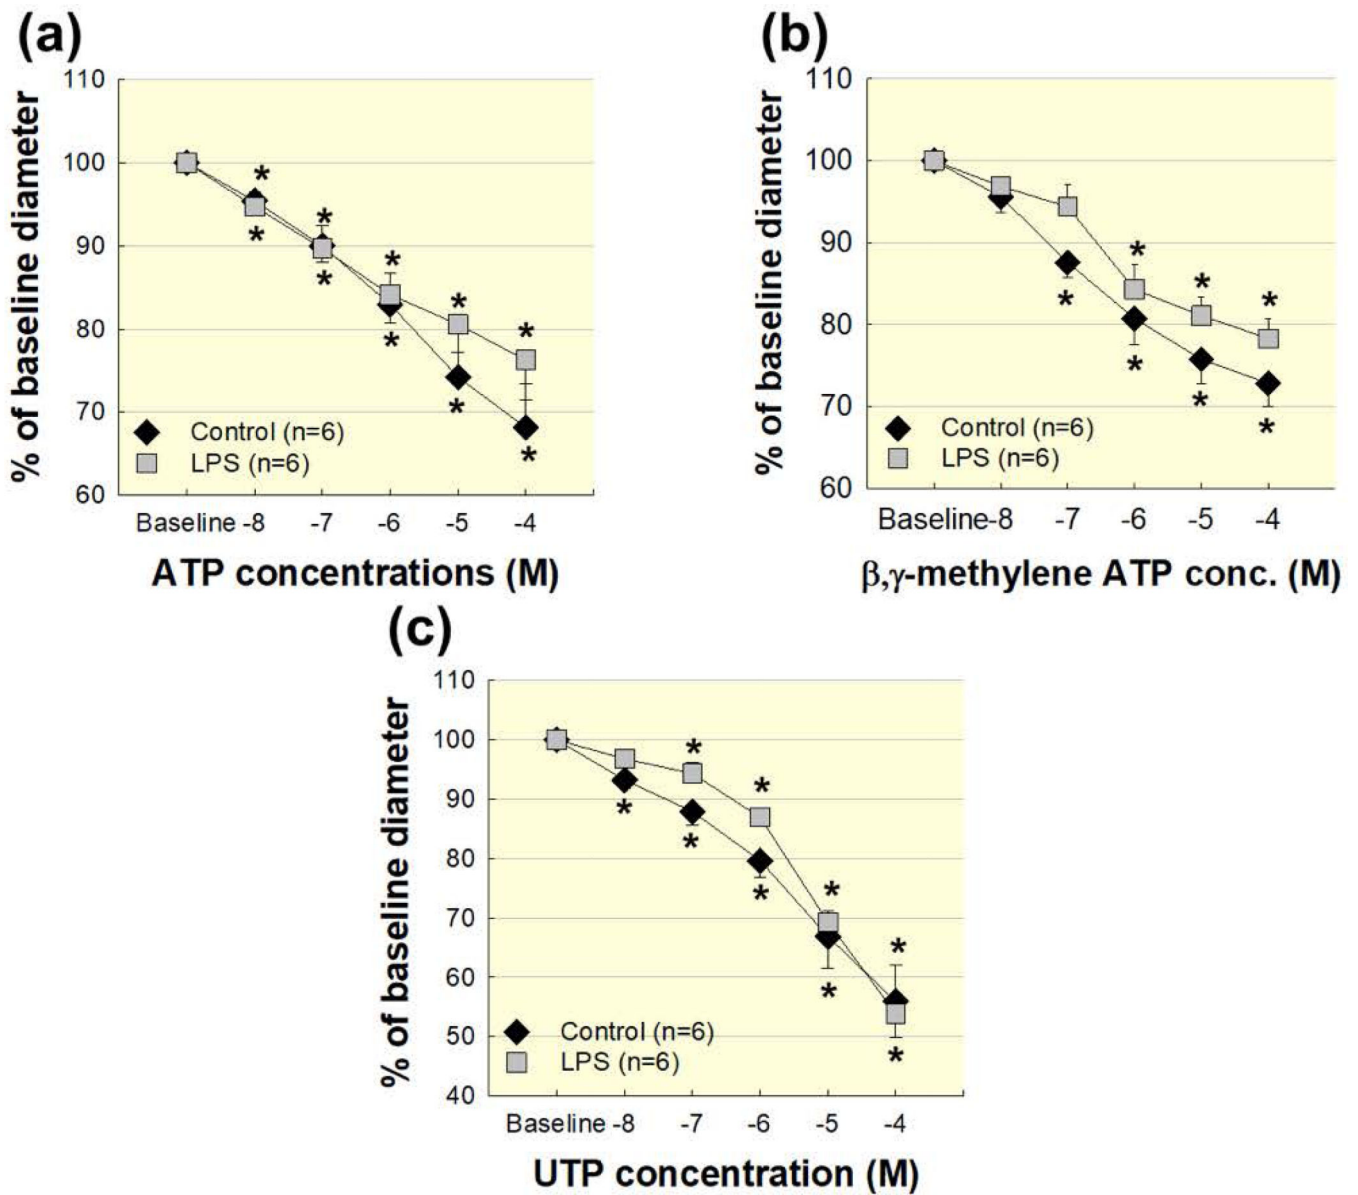 (a)
110
100
90
80
70
60
% of baseline diameter
* * * * *
* * * * *
Control (n=6)
LPS (n=6)
Baseline -8 -7 -6 -5 -4
ATP concentrations (M)
(b)
110
100
90
80
70
60
% of baseline diameter
* * *
* * * *
Control (n=6)
LPS (n=6)
Baseline-8 -7 -6 -5 -4
β,γ-methylene ATP conc. (M)
(c)
110
100
90
80
70
60
50
40
% of baseline diameter
* * * *
* * * * *
Control (n=6)
LPS (n=6)
Baseline -8 -7 -6 -5 -4
UTP concentration (M)